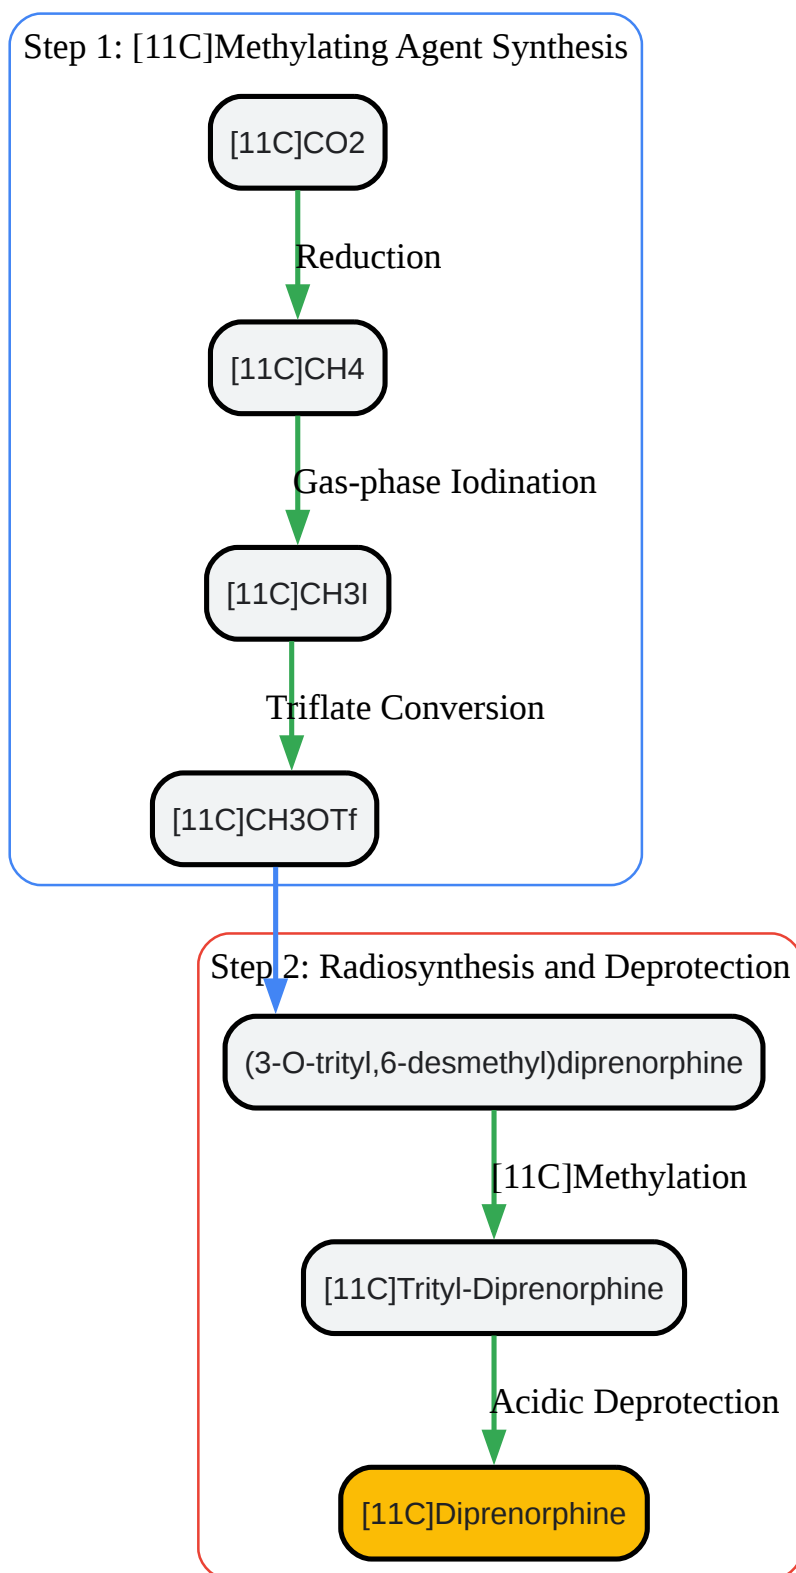 Step 1: [11C]Methylating Agent Synthesis
[11C]CO2
Reduction
[11C]CH4
Gas-phase Iodination
[11C]CH3I
Triflate Conversion
[11C]CH3OTf
Step 2: Radiosynthesis and Deprotection
(3-O-trityl,6-desmethyl)diprenorphine
[11C]Methylation
[11C]Trityl-Diprenorphine
Acidic Deprotection
[11C]Diprenorphine